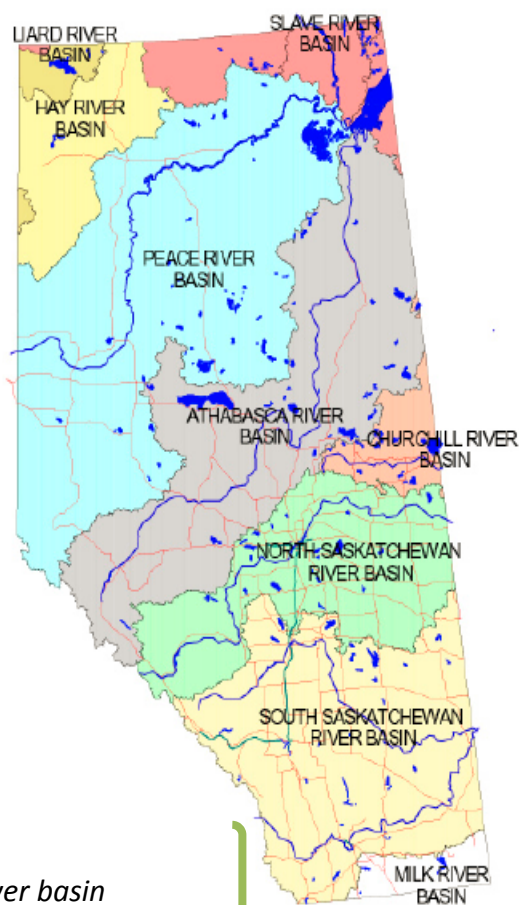 SLAVE RIVER
BASIN
LIARD RIVER
BASIN
HAY RIVER
BASIN
PEACE RIVER
BASIN
ATHABASCA RIVER
BASIN
CHURCHILL RIVER
BASIN
NORTH SASKATCHEWAN
RIVER BASIN
SOUTH SASKATCHEWAN
RIVER BASIN
MILK RIVER
BASIN
ver basin